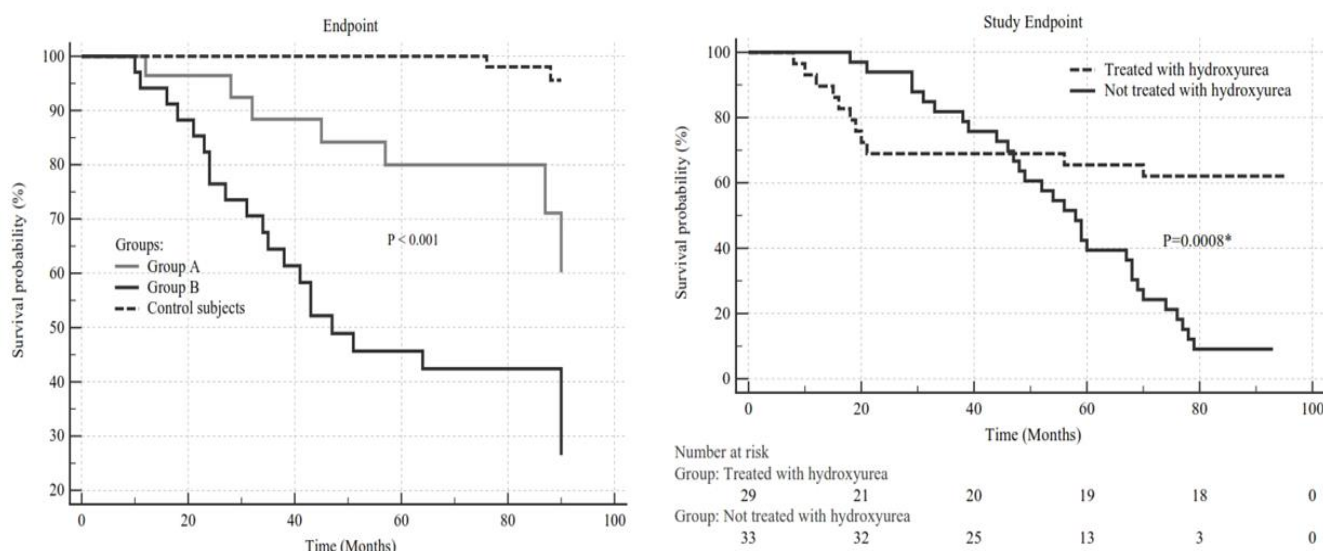 Endpoint
Survival probability (%)
100
90
80
70
60
50
40
30
20
Groups:
Group A
Group B
Control subjects
P < 0.001
0 20 40 60 80 100
Time (Months)
Study Endpoint
Survival probability (%)
100
80
60
40
20
0
Treated with hydroxyurea
Not treated with hydroxyurea
P=0.0008*
0 20 40 60 80 100
Time (Months)
Number at risk
Group: Treated with hydroxyurea
29 21 20 19 18 0
Group: Not treated with hydroxyurea
33 32 25 13 3 0